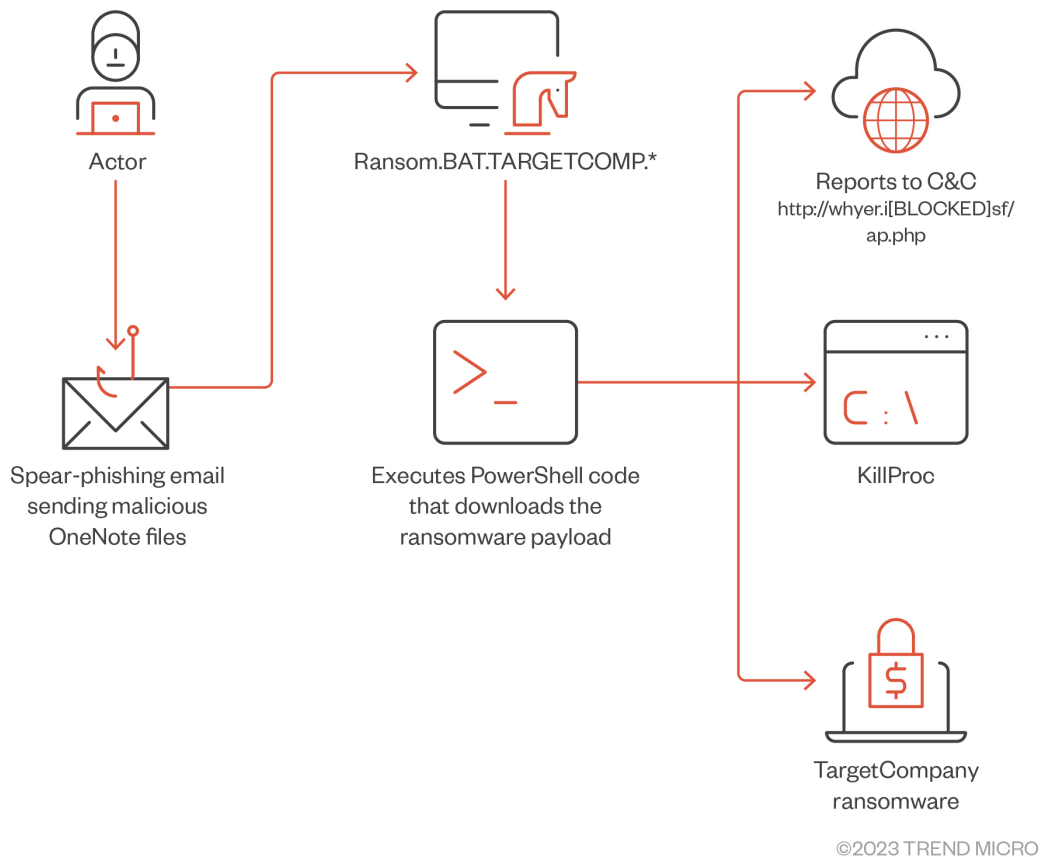 Actor
Spear-phishing email
sending malicious
OneNote files
Ransom.BAT.TARGETCOMP.*
>_
Executes PowerShell code
that downloads the
ransomware payload
Reports to C&C
http://whyer.i[BLOCKED]sf/
ap.php
C:\
KillProc
$
TargetCompany
ransomware
©2023 TREND MICRO